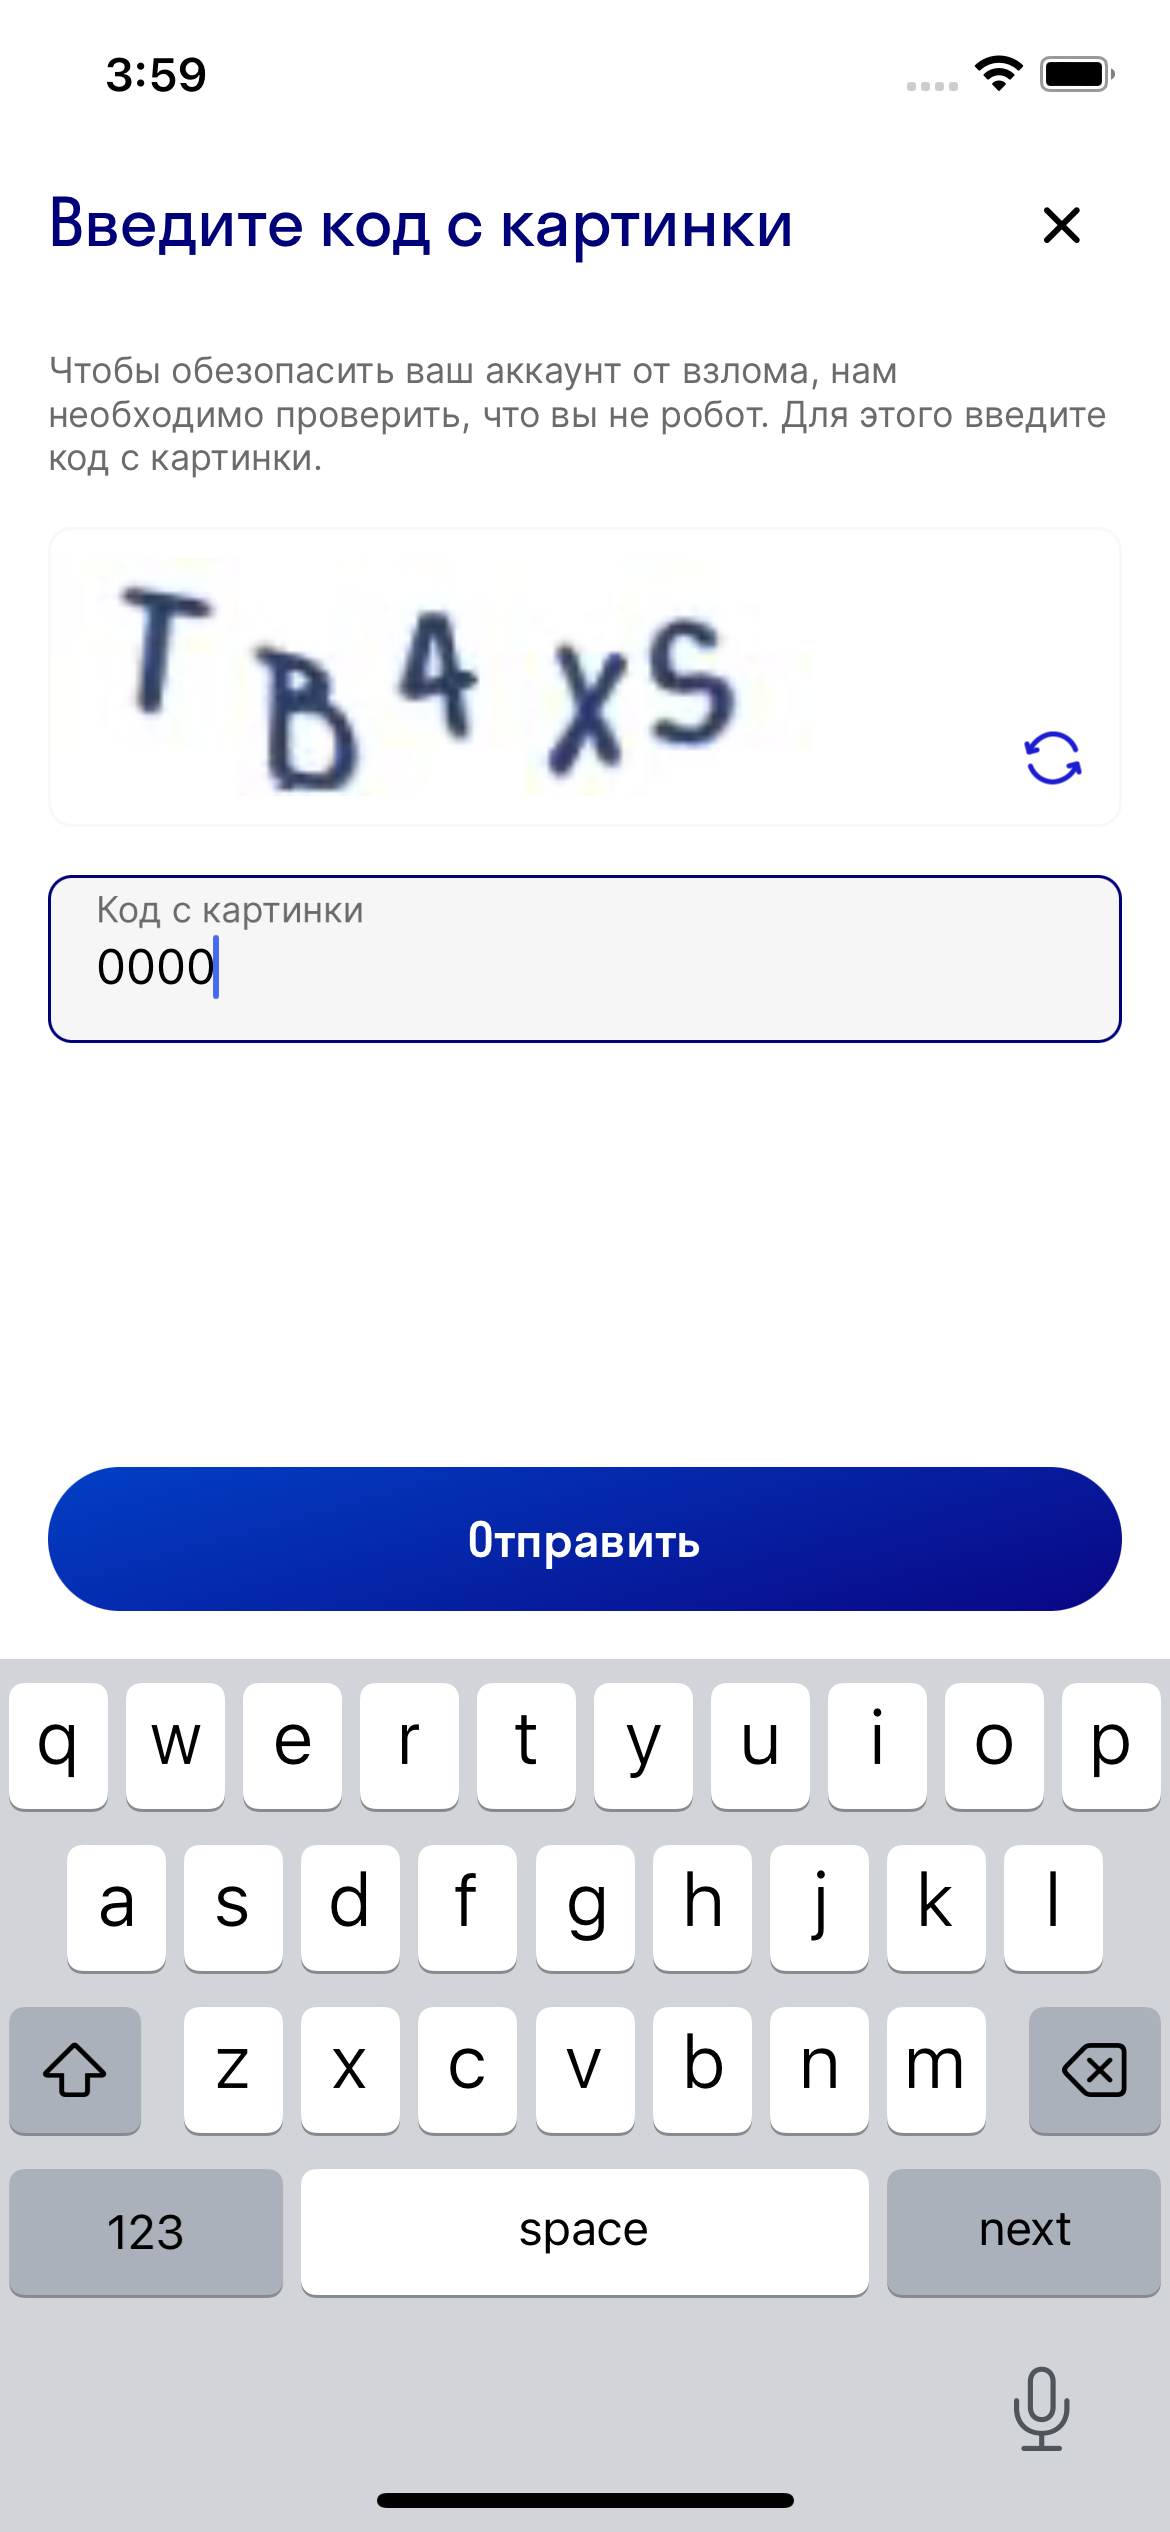 3:59
Введите код с картинки
Чтобы обезопасить ваш аккаунт от взлома, нам
необходимо проверить, что вы не робот. Для этого введите
код с картинки.
T B 4 X S
Код с картинки
0000
Отправить
q w e r t y u i o p
a s d f g h j k l
z x c v b n m
123 space next